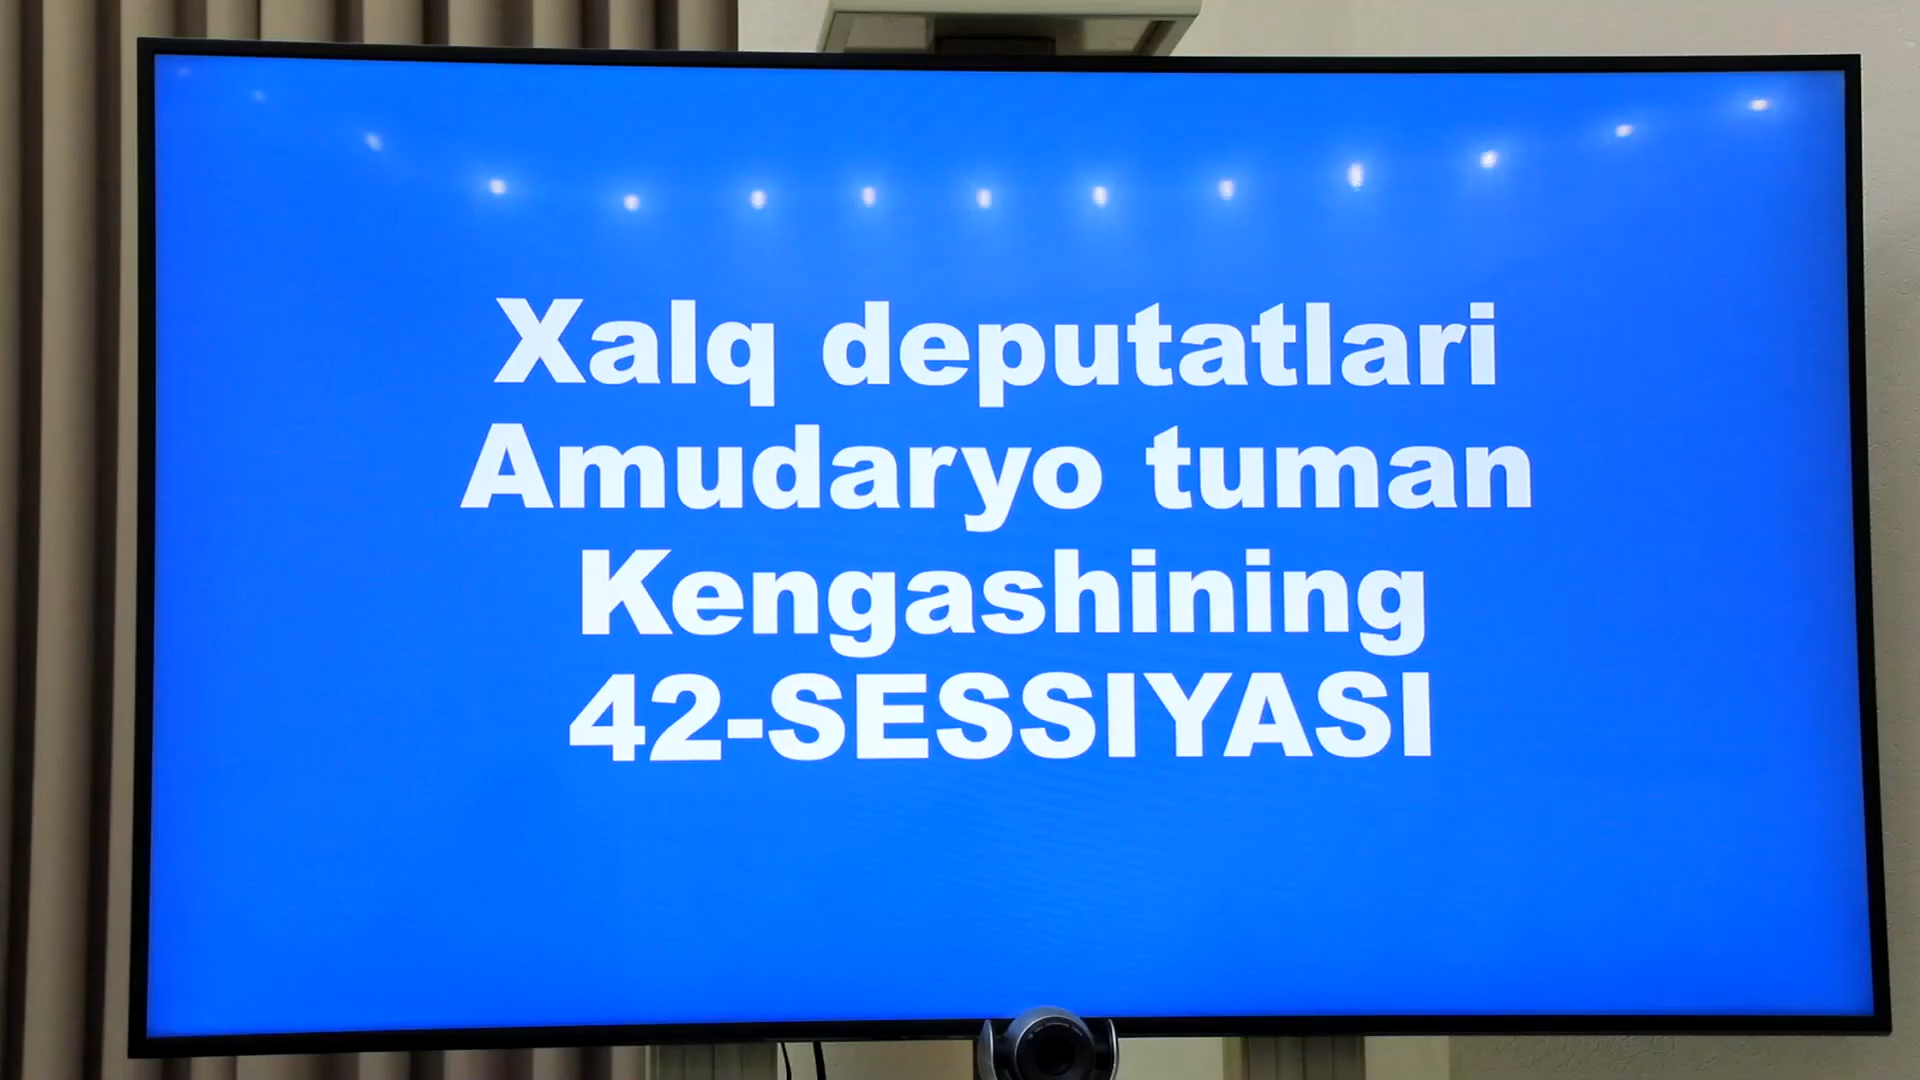 Xalq deputatlari
Amudaryo tuman
Kengashining
42-SESSIYASI